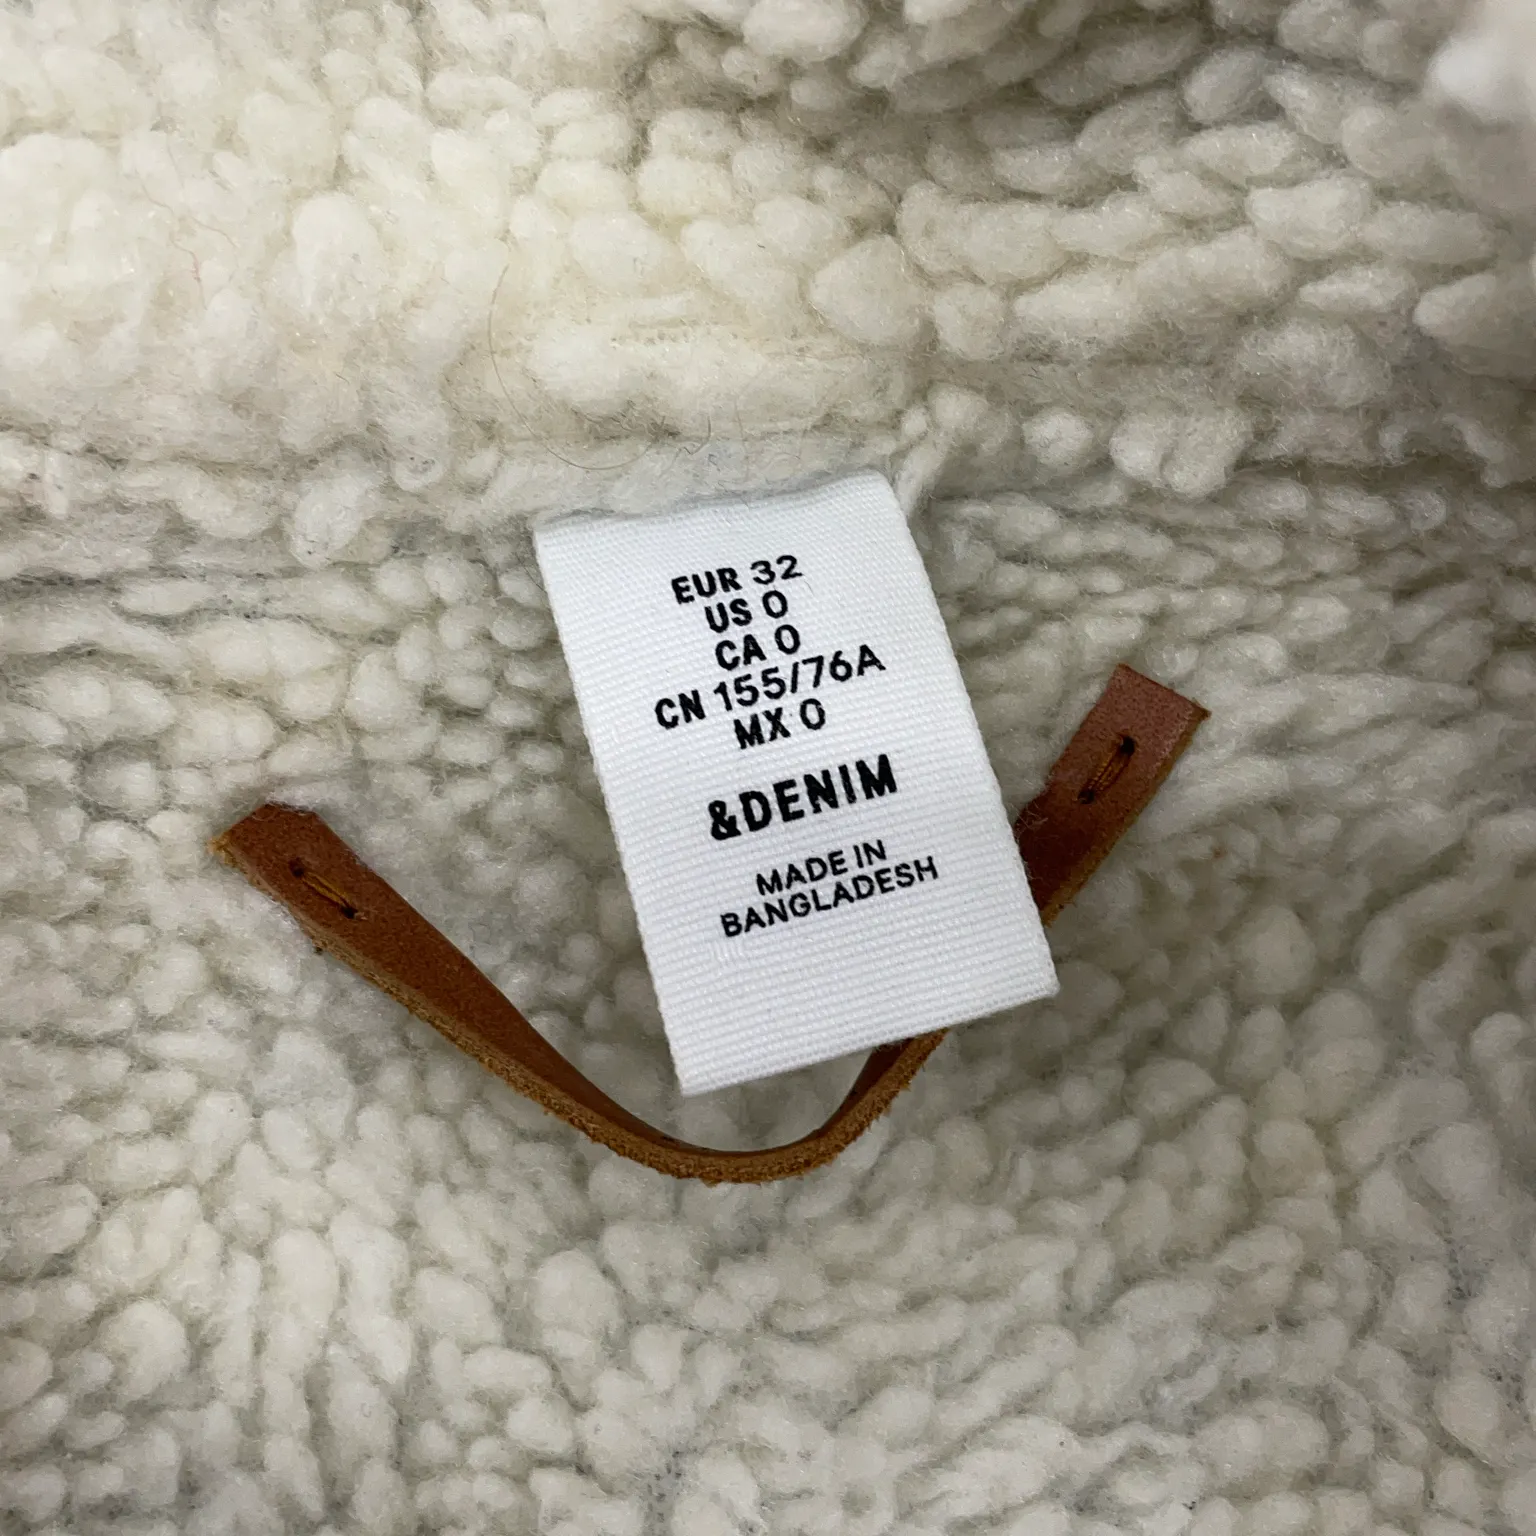 EUR 32
US 0
CA 0
CN 155/76A
MX 0
&DENIM
MADE IN
BANGLADESH